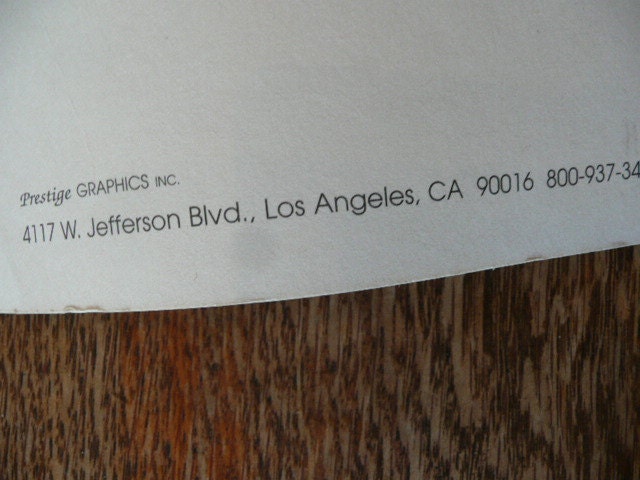 Prestige GRAPHICS INC.
4117 W. Jefferson Blvd., Los Angeles, CA 90016 800-937-34